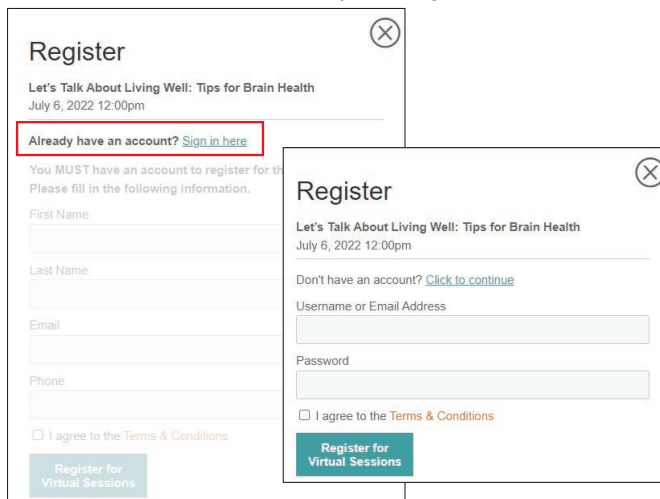 Register
Let's Talk About Living Well: Tips for Brain Health
July 6, 2022 12:00pm
Already have an account? Sign in here
You MUST have an account to register for th
Please fill in the following information.
First Name
Last Name
Email
Phone
I agree to the Terms & Conditions
Register for
Virtual Sessions
Register
Let's Talk About Living Well: Tips for Brain Health
July 6, 2022 12:00pm
Don't have an account? Click to continue
Username or Email Address
Password
I agree to the Terms & Conditions
Register for
Virtual Sessions